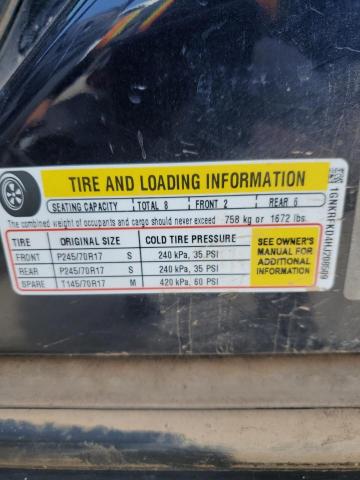 TIRE AND LOADING INFORMATION
SEATING CAPACITY TOTAL 8 FRONT 2 REAR 6
The combined weight of occupants and cargo should never exceed 758 kg or 1672 lbs.
TIRE ORIGINAL SIZE COLD TIRE PRESSURE
FRONT P245/70R17 S 240 kPa, 35 PSI
REAR P245/70R17 S 240 kPa, 35 PSI
SPARE T145/70R17 M 420 kPa, 60 PSI
SEE OWNER'S
MANUAL FOR
ADDITIONAL
INFORMATION